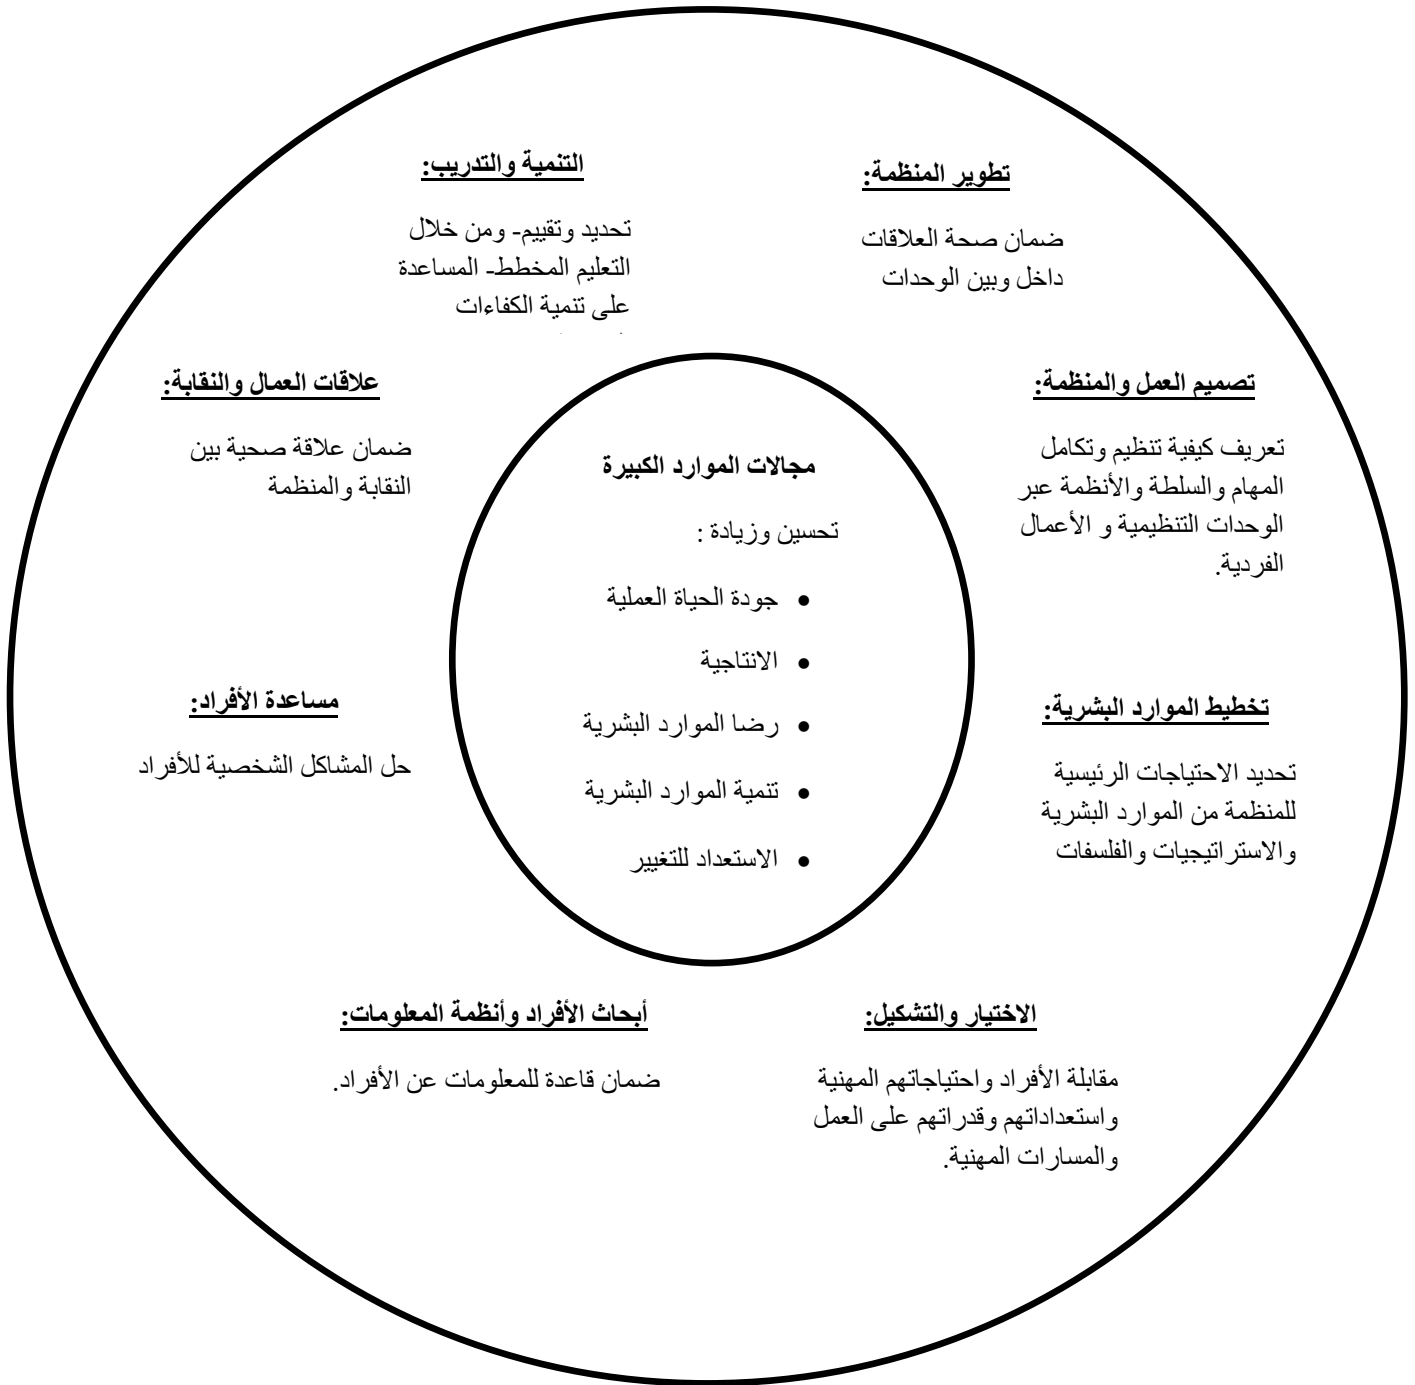 التنمية والتدريب:
تحديد وتقييم- ومن خلال
التعليم المخطط- المساعدة
على تنمية الكفاءات
تطوير المنظمة:
ضمان صحة العلاقات
داخل وبين الوحدات
علاقات العمال والنقابة:
ضمان علاقة صحية بين
النقابة والمنظمة
تصميم العمل والمنظمة:
تعريف كيفية تنظيم وتكامل
المهام والسلطة والأنظمة عبر
الوحدات التنظيمية و الأعمال
الفردية.
مجالات الموارد الكبيرة
تحسين وزيادة :
• جودة الحياة العملية
• الانتاجية
• رضا الموارد البشرية
• تنمية الموارد البشرية
• الاستعداد للتغيير
مساعدة الأفراد:
حل المشاكل الشخصية للأفراد
تخطيط الموارد البشرية:
تحديد الاحتياجات الرئيسية
للمنظمة من الموارد البشرية
والاستراتيجيات والفلسفات
أبحاث الأفراد وأنظمة المعلومات:
ضمان قاعدة للمعلومات عن الأفراد.
الاختيار والتشكيل:
مقابلة الأفراد واحتياجاتهم المهنية
واستعداداتهم وقدراتهم على العمل
والمسارات المهنية.